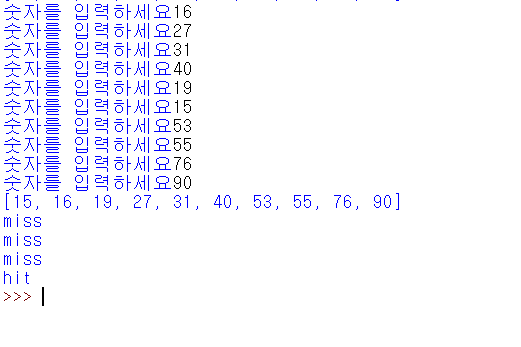 숫자를 입력하세요16
숫자를 입력하세요27
숫자를 입력하세요31
숫자를 입력하세요40
숫자를 입력하세요19
숫자를 입력하세요15
숫자를 입력하세요53
숫자를 입력하세요55
숫자를 입력하세요76
숫자를 입력하세요90
[15, 16, 19, 27, 31, 40, 53, 55, 76, 90]
miss
miss
miss
hit
>>>